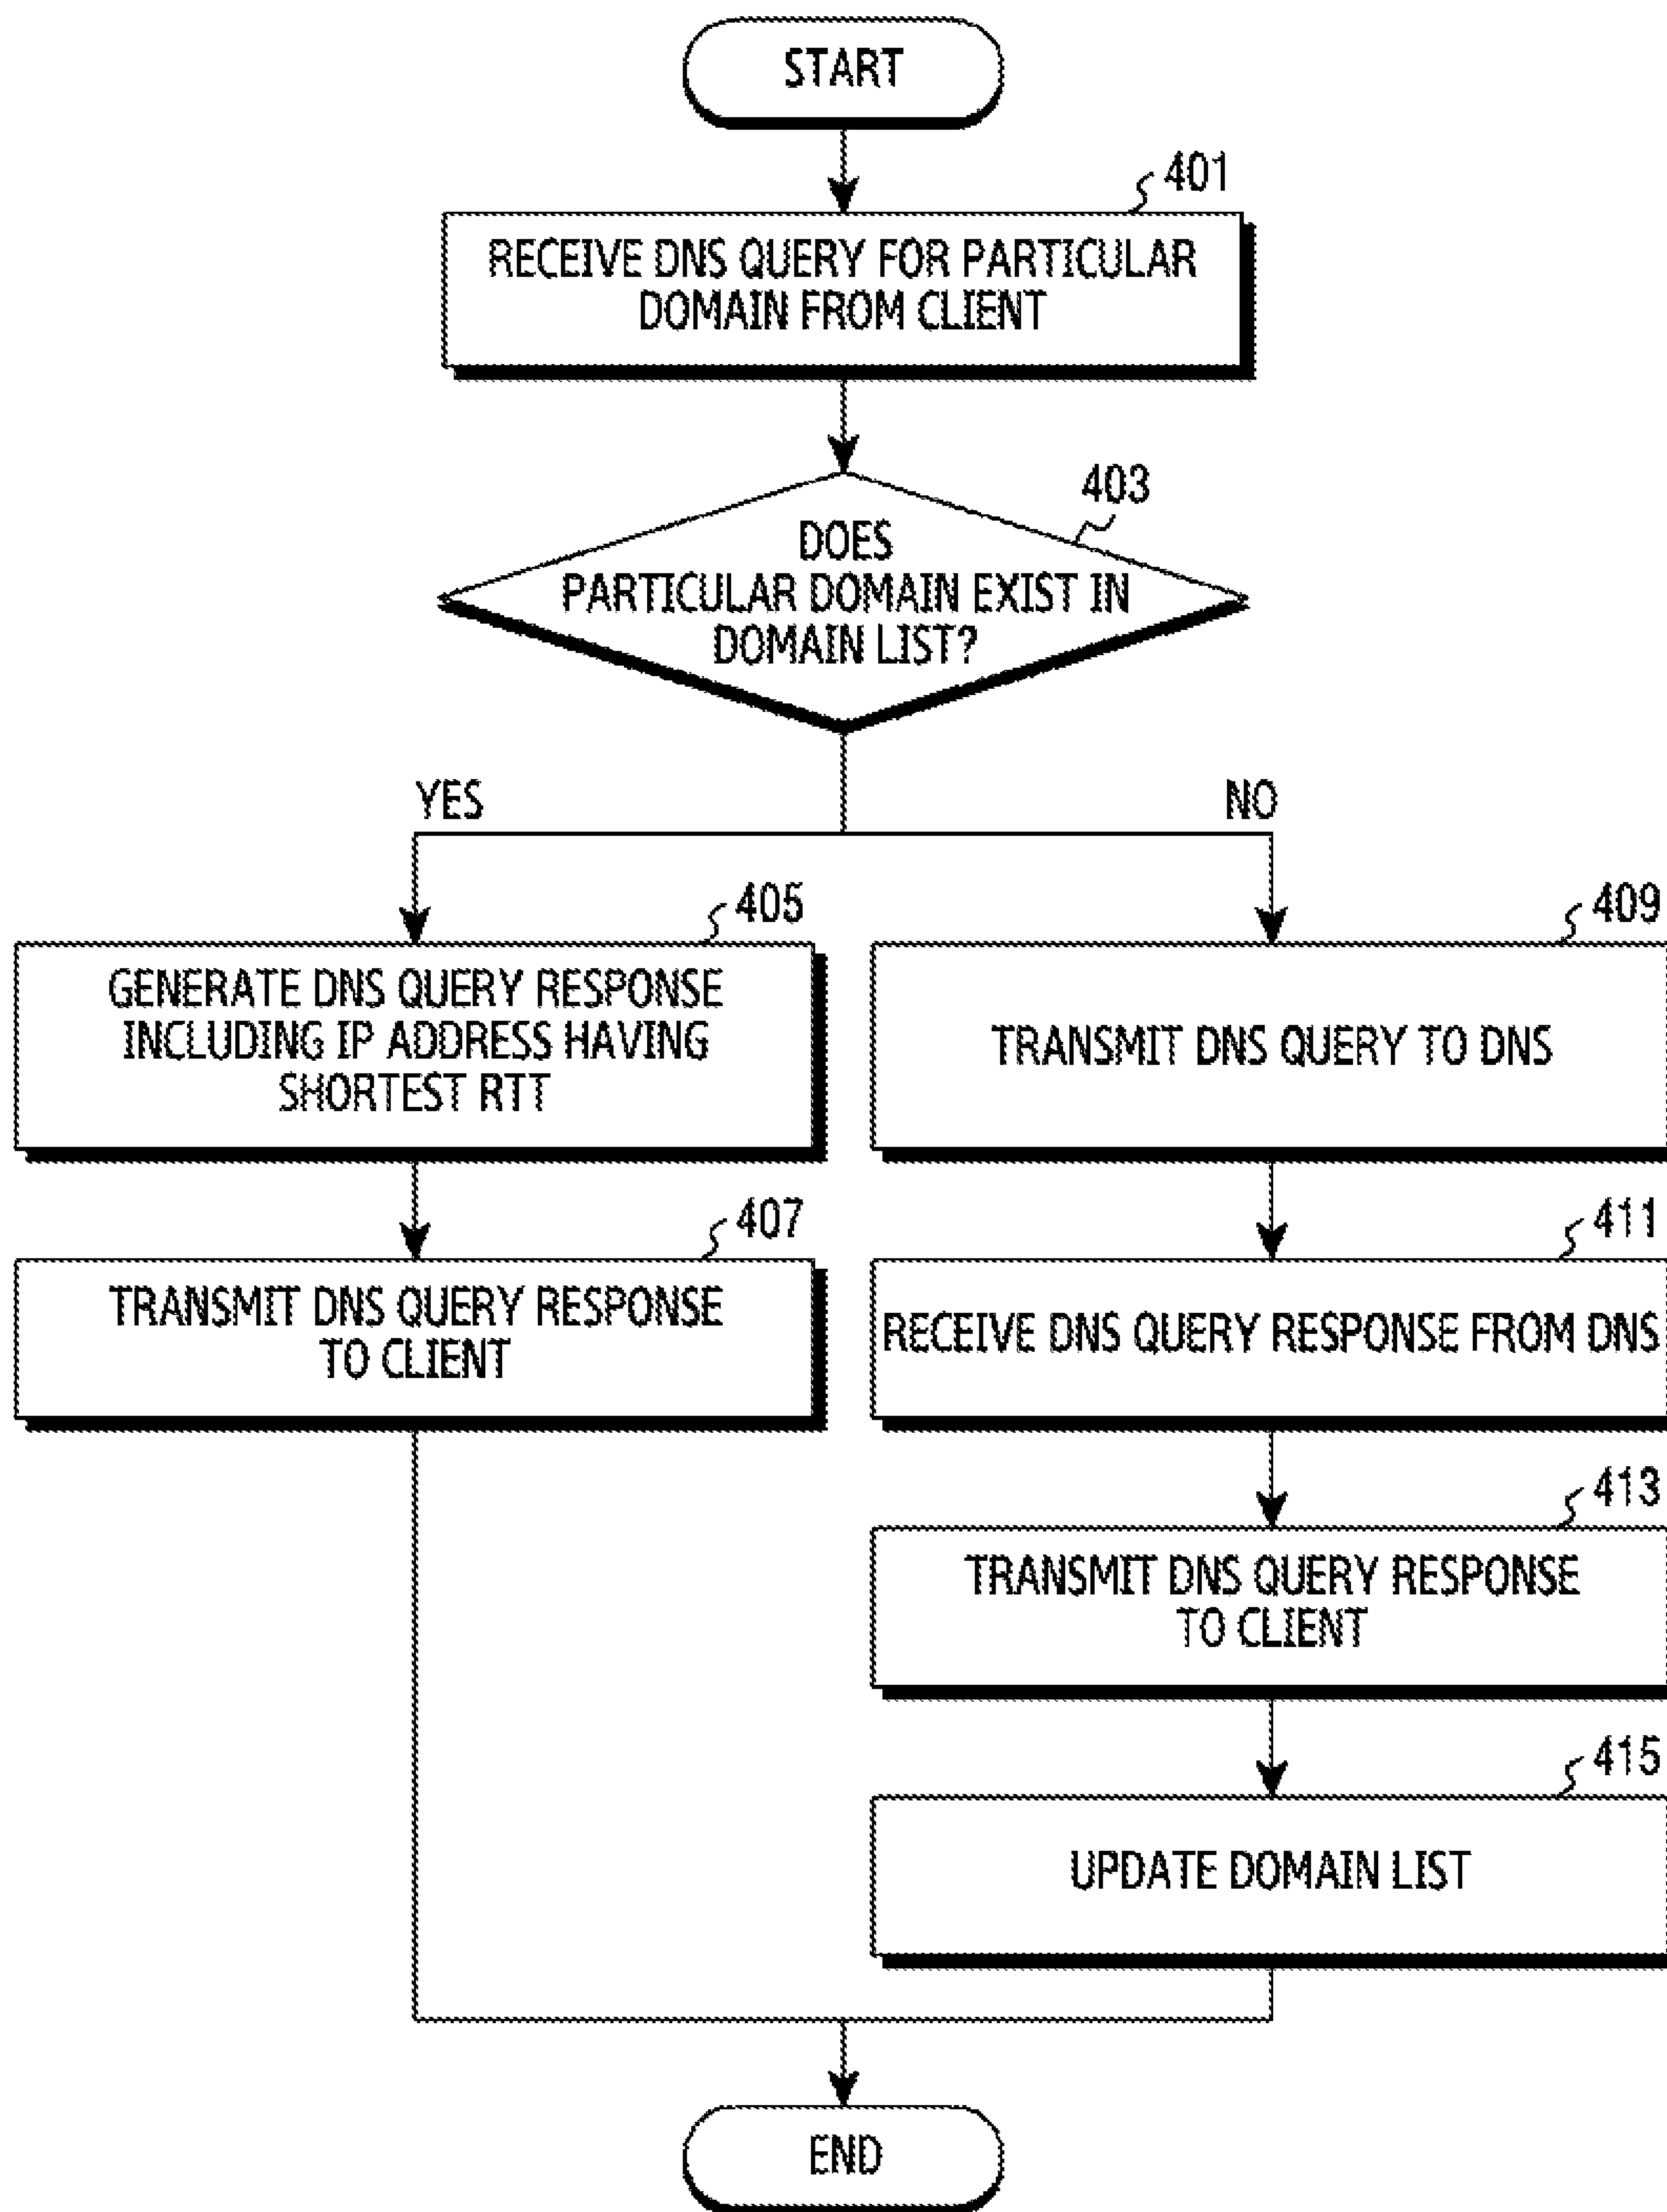 START
401
RECEIVE DNS QUERY FOR PARTICULAR
DOMAIN FROM CLIENT
403
DOES
PARTICULAR DOMAIN EXIST IN
DOMAIN LIST?
YES
NO
405
GENERATE DNS QUERY RESPONSE
INCLUDING IP ADDRESS HAVING
SHORTEST RTT
409
TRANSMIT DNS QUERY TO DNS
407
TRANSMIT DNS QUERY RESPONSE
TO CLIENT
411
RECEIVE DNS QUERY RESPONSE FROM DNS
413
TRANSMIT DNS QUERY RESPONSE
TO CLIENT
415
UPDATE DOMAIN LIST
END